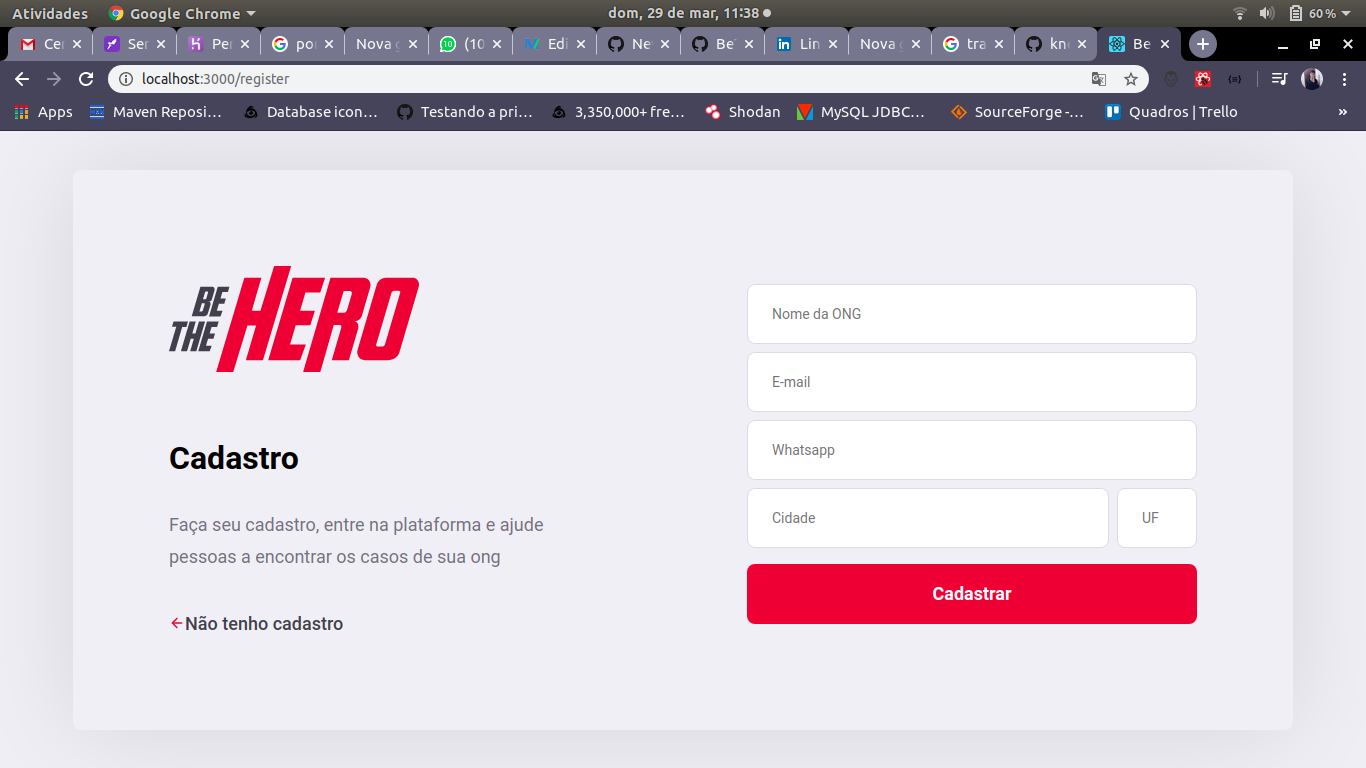 Atividades Google Chrome dom, 29 de mar, 11:38 60 %
Ce Ser Per po Nova g (10 Edi Ne Be Lin Nova g tra kn Be
localhost:3000/register
Apps Maven Reposi… Database icon… Testando a pri… 3,350,000+ fre… Shodan MySQL JDBC… SourceForge -… Quadros | Trello »
BE THE HERO
Cadastro
Faça seu cadastro, entre na plataforma e ajude
pessoas a encontrar os casos de sua ong
Não tenho cadastro
Nome da ONG
E-mail
Whatsapp
Cidade UF
Cadastrar